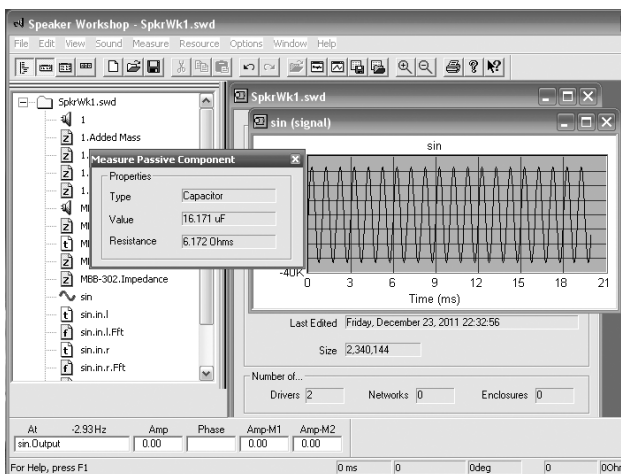 Speaker Workshop - SpkrWk1.swd
File Edit View Sound Measure Resource Options Window Help
SpkrWk1.swd
1
1.Added Mass
1.
1.
1.
MBB-302.Impedance
sin
sin.in.l
sin.in.l.Fft
sin.in.r
sin.in.r.Fft
Measure Passive Component
Properties
Type Capacitor
Value 16.171 uF
Resistance 6.172 Ohms
SpkrWk1.swd
sin (signal)
sin
-40K
0 3 6 9 12 15 18 21
Time (ms)
Last Edited Friday, December 23, 2011 22:32:56
Size 2,340,144
Number of...
Drivers 2 Networks 0 Enclosures 0
At -2.93 Hz Amp Phase Amp-M1 Amp-M2
sin.Output 0.00 0.00 0.00
For Help, press F1 0 ms 0 0deg 0 0Ohm